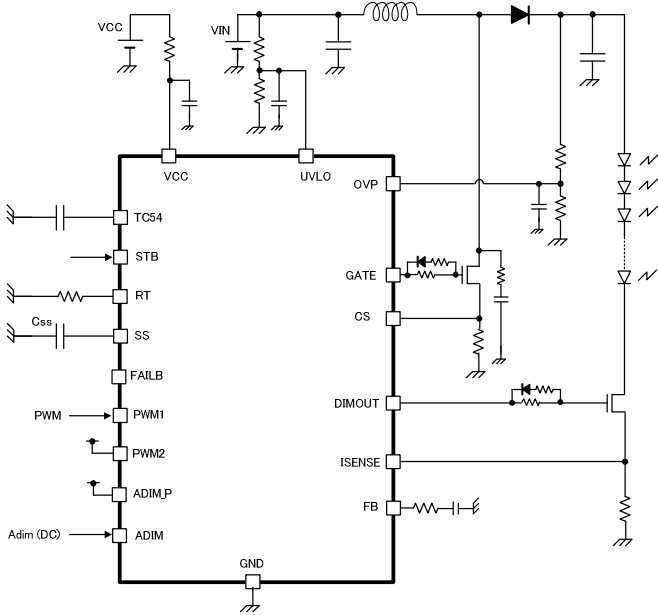 VCC
VIN
VCC
UVLO
OVP
TC54
STB
GATE
RT
CS
Css
SS
FAILB
DIMOUT
PWM
PWM1
PWM2
ISENSE
ADIM_P
FB
Adim (DC)
ADIM
GND